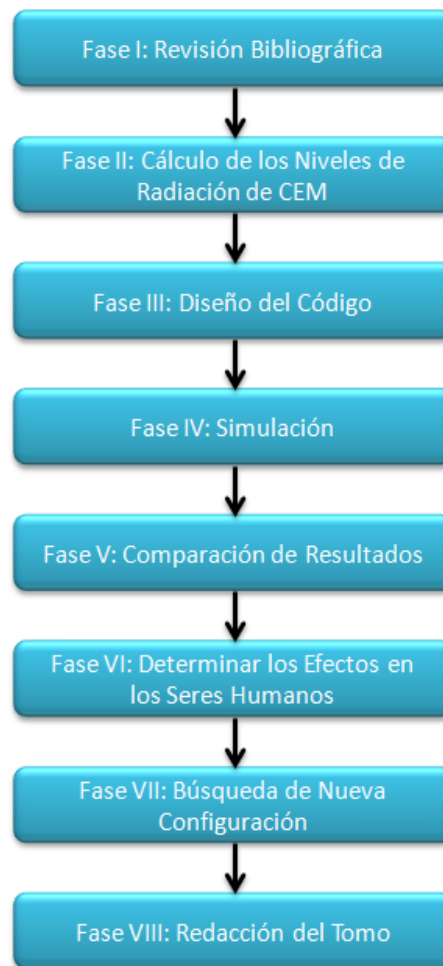 Fase I: Revisión Bibliográfica
Fase II: Cálculo de los Niveles de
Radiación de CEM
Fase III: Diseño del Código
Fase IV: Simulación
Fase V: Comparación de Resultados
Fase VI: Determinar los Efectos en
los Seres Humanos
Fase VII: Búsqueda de Nueva
Configuración
Fase VIII: Redacción del Tomo